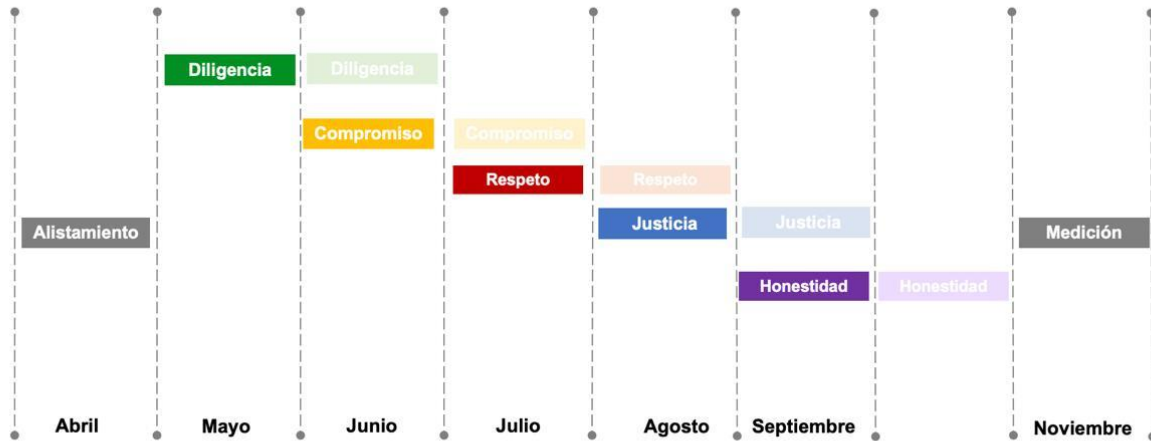 Diligencia Diligencia
Compromiso Compromiso
Respeto Respeto
Justicia Justicia
Alistamiento Medición
Honestidad Honestidad
Abril Mayo Junio Julio Agosto Septiembre Noviembre